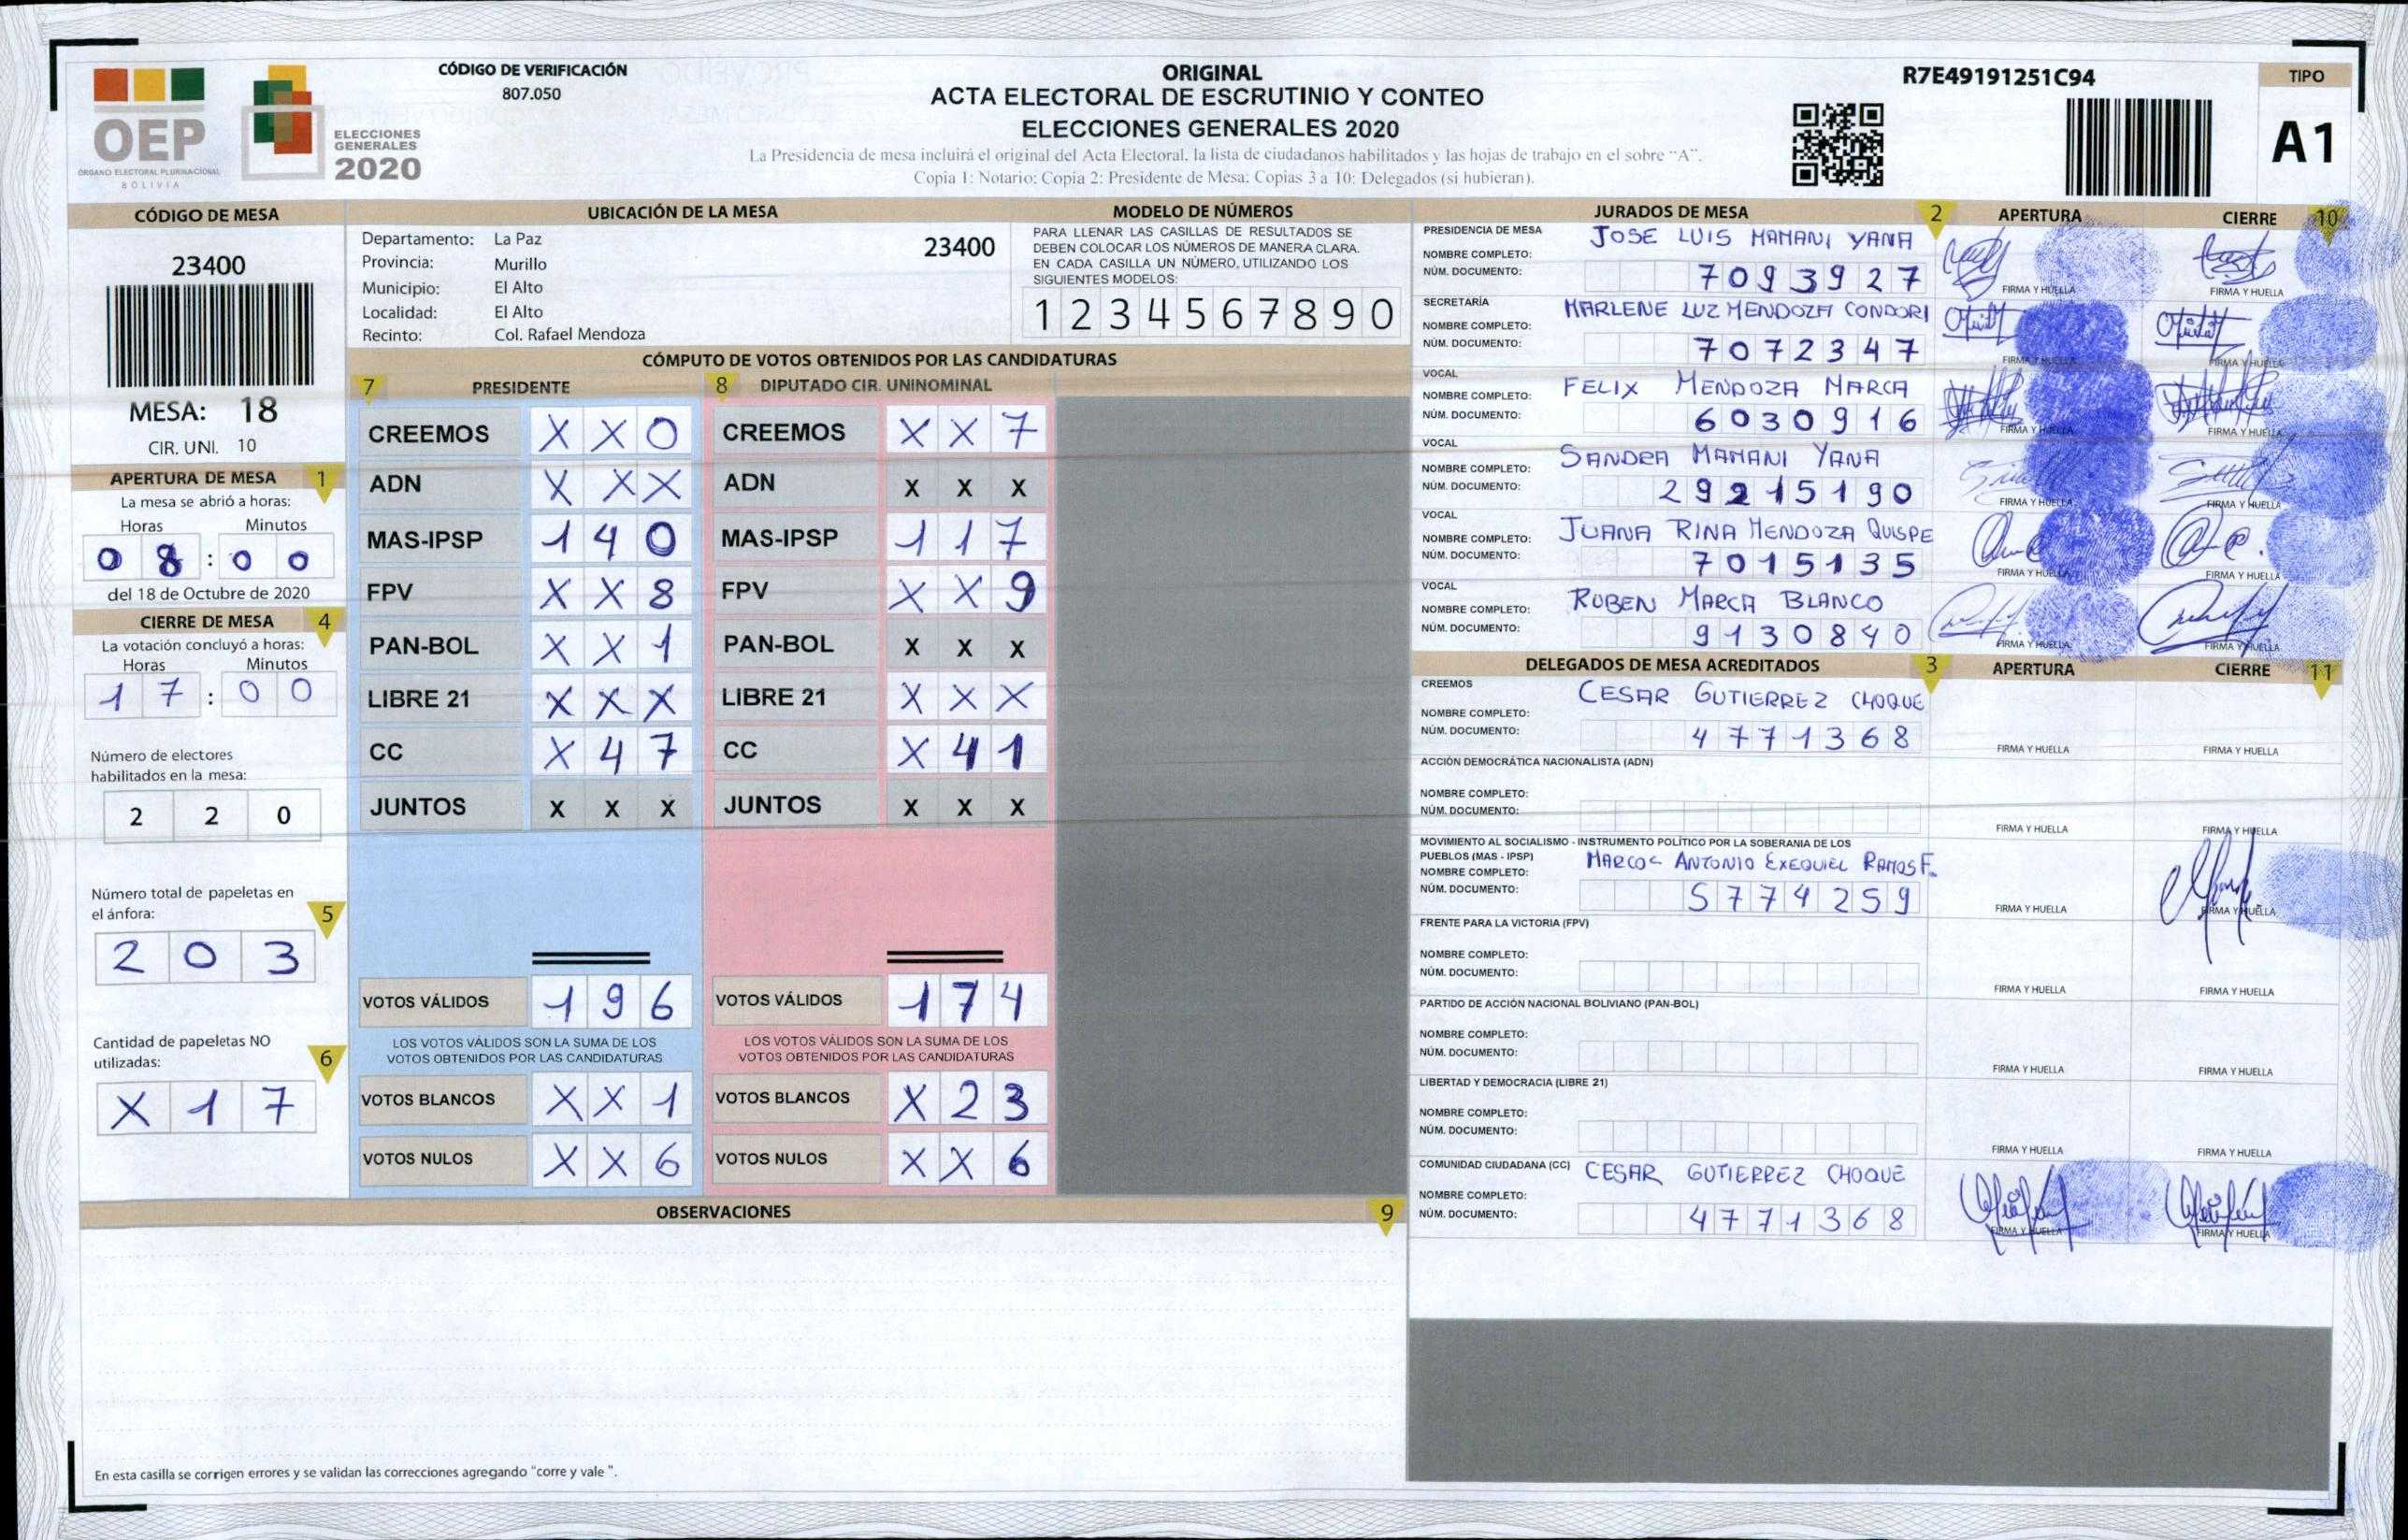 OEP
ÓRGANO ELECTORAL PLURINACIONAL
BOLIVIA
ELECCIONES
GENERALES
2020
CÓDIGO DE VERIFICACIÓN
807.050
ORIGINAL
ACTA ELECTORAL DE ESCRUTINIO Y CONTEO
ELECCIONES GENERALES 2020
La Presidencia de mesa incluirá el original del Acta Electoral, la lista de ciudadanos habilitados y las hojas de trabajo en el sobre "A".
Copia 1: Notario; Copia 2: Presidente de Mesa; Copias 3 a 10: Delegados (si hubieran).
R7E49191251C94
TIPO
A1
CÓDIGO DE MESA
23400
MESA: 18
CIR. UNI. 10
APERTURA DE MESA 1
La mesa se abrió a horas:
Horas Minutos
08 : 00
del 18 de Octubre de 2020
CIERRE DE MESA 4
La votación concluyó a horas:
Horas Minutos
17 : 00
Número de electores
habilitados en la mesa:
220
Número total de papeletas en
el ánfora: 5
203
Cantidad de papeletas NO
utilizadas: 6
X17
UBICACIÓN DE LA MESA
Departamento: La Paz
23400
Provincia: Murillo
Municipio: El Alto
Localidad: El Alto
Recinto: Col. Rafael Mendoza
MODELO DE NÚMEROS
PARA LLENAR LAS CASILLAS DE RESULTADOS SE
DEBEN COLOCAR LOS NÚMEROS DE MANERA CLARA.
EN CADA CASILLA UN NÚMERO, UTILIZANDO LOS
SIGUIENTES MODELOS:
1 2 3 4 5 6 7 8 9 0
CÓMPUTO DE VOTOS OBTENIDOS POR LAS CANDIDATURAS
7 PRESIDENTE
CREEMOS X X 0
ADN X X X
MAS-IPSP 1 4 0
FPV X X 8
PAN-BOL X X 1
LIBRE 21 X X X
CC X 4 7
JUNTOS X X X
VOTOS VÁLIDOS 1 9 6
LOS VOTOS VÁLIDOS SON LA SUMA DE LOS
VOTOS OBTENIDOS POR LAS CANDIDATURAS
VOTOS BLANCOS X X 1
VOTOS NULOS X X 6
8 DIPUTADO CIR. UNINOMINAL
CREEMOS X X 7
ADN X X X
MAS-IPSP 1 1 7
FPV X X 9
PAN-BOL X X X
LIBRE 21 X X X
CC X 4 1
JUNTOS X X X
VOTOS VÁLIDOS 1 7 4
LOS VOTOS VÁLIDOS SON LA SUMA DE LOS
VOTOS OBTENIDOS POR LAS CANDIDATURAS
VOTOS BLANCOS X 2 3
VOTOS NULOS X X 6
OBSERVACIONES 9
En esta casilla se corrigen errores y se validan las correcciones agregando "corre y vale ".
JURADOS DE MESA 2 APERTURA CIERRE 10
PRESIDENCIA DE MESA
NOMBRE COMPLETO: JOSE LUIS MAMANI YANA
NÚM. DOCUMENTO: 7093927
FIRMA Y HUELLA FIRMA Y HUELLA
SECRETARÍA
NOMBRE COMPLETO: MARLENE LUZ MENDOZA CONDORI
NÚM. DOCUMENTO: 7072347
FIRMA Y HUELLA FIRMA Y HUELLA
VOCAL
NOMBRE COMPLETO: FELIX MENDOZA MARCA
NÚM. DOCUMENTO: 6030916
FIRMA Y HUELLA FIRMA Y HUELLA
VOCAL
NOMBRE COMPLETO: SANDRA MAMANI YANA
NÚM. DOCUMENTO: 29215190
FIRMA Y HUELLA FIRMA Y HUELLA
VOCAL
NOMBRE COMPLETO: JUANA RINA MENDOZA QUISPE
NÚM. DOCUMENTO: 7015135
FIRMA Y HUELLA FIRMA Y HUELLA
VOCAL
NOMBRE COMPLETO: RUBEN MARCA BLANCO
NÚM. DOCUMENTO: 9130840
FIRMA Y HUELLA FIRMA Y HUELLA
DELEGADOS DE MESA ACREDITADOS 3 APERTURA CIERRE 11
CREEMOS
NOMBRE COMPLETO: CESAR GUTIERREZ CHOQUE
NÚM. DOCUMENTO: 4771368
FIRMA Y HUELLA FIRMA Y HUELLA
ACCIÓN DEMOCRÁTICA NACIONALISTA (ADN)
NOMBRE COMPLETO:
NÚM. DOCUMENTO:
FIRMA Y HUELLA FIRMA Y HUELLA
MOVIMIENTO AL SOCIALISMO - INSTRUMENTO POLÍTICO POR LA SOBERANIA DE LOS
PUEBLOS (MAS - IPSP)
NOMBRE COMPLETO: MARCOS ANTONIO EXEQUIEL RAMOS F.
NÚM. DOCUMENTO: 5774259
FIRMA Y HUELLA FIRMA Y HUELLA
FRENTE PARA LA VICTORIA (FPV)
NOMBRE COMPLETO:
NÚM. DOCUMENTO:
FIRMA Y HUELLA FIRMA Y HUELLA
PARTIDO DE ACCIÓN NACIONAL BOLIVIANO (PAN-BOL)
NOMBRE COMPLETO:
NÚM. DOCUMENTO:
FIRMA Y HUELLA FIRMA Y HUELLA
LIBERTAD Y DEMOCRACIA (LIBRE 21)
NOMBRE COMPLETO:
NÚM. DOCUMENTO:
FIRMA Y HUELLA FIRMA Y HUELLA
COMUNIDAD CIUDADANA (CC)
NOMBRE COMPLETO: CESAR GUTIERREZ CHOQUE
NÚM. DOCUMENTO: 4771368
FIRMA Y HUELLA FIRMA Y HUELLA